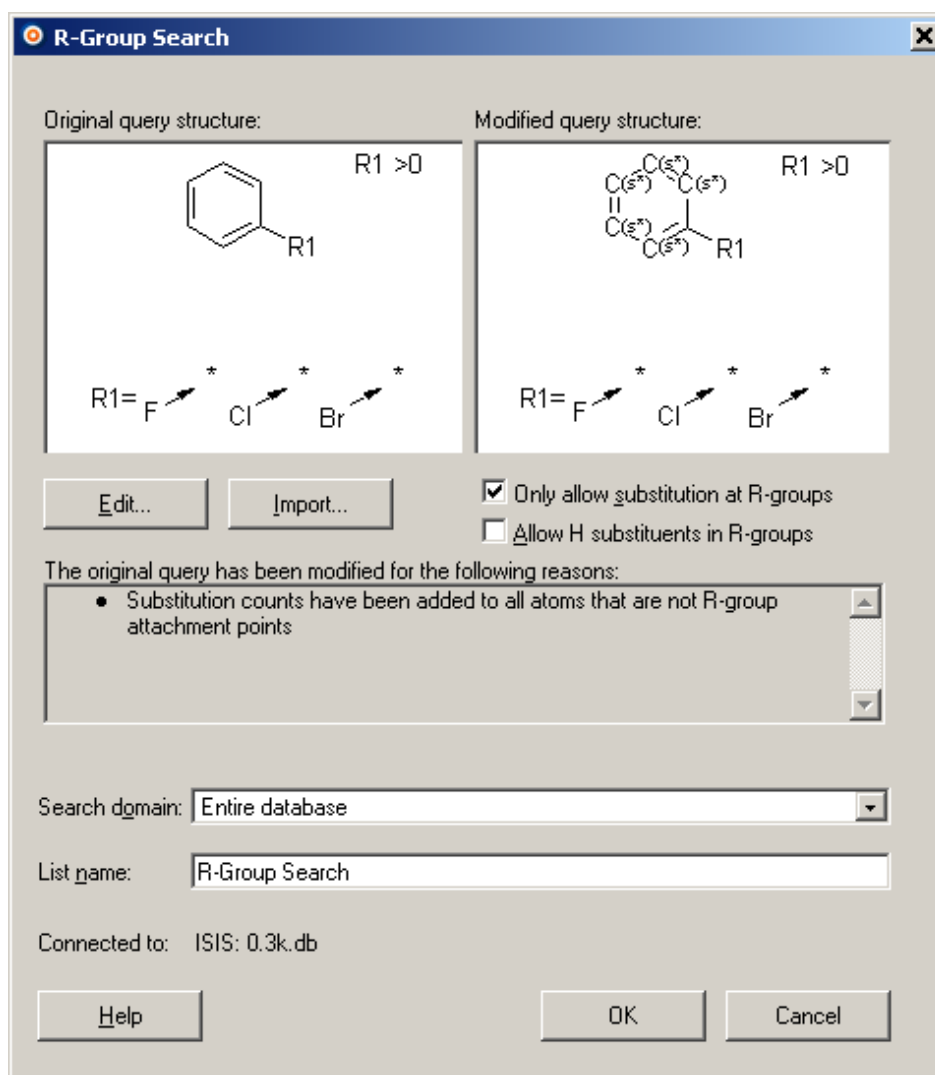 R-Group Search
Original query structure:
Modified query structure:
R1 >0
R1
R1= F * Cl * Br *
R1 >0
C(s*)
C(s*) C(s*)
C(s*)
C(s*)
R1
R1= F * Cl * Br *
Edit...
Import...
Only allow substitution at R-groups
Allow H substituents in R-groups
The original query has been modified for the following reasons:
• Substitution counts have been added to all atoms that are not R-group
attachment points
Search domain: Entire database
List name: R-Group Search
Connected to: ISIS: 0.3k.db
Help
OK
Cancel